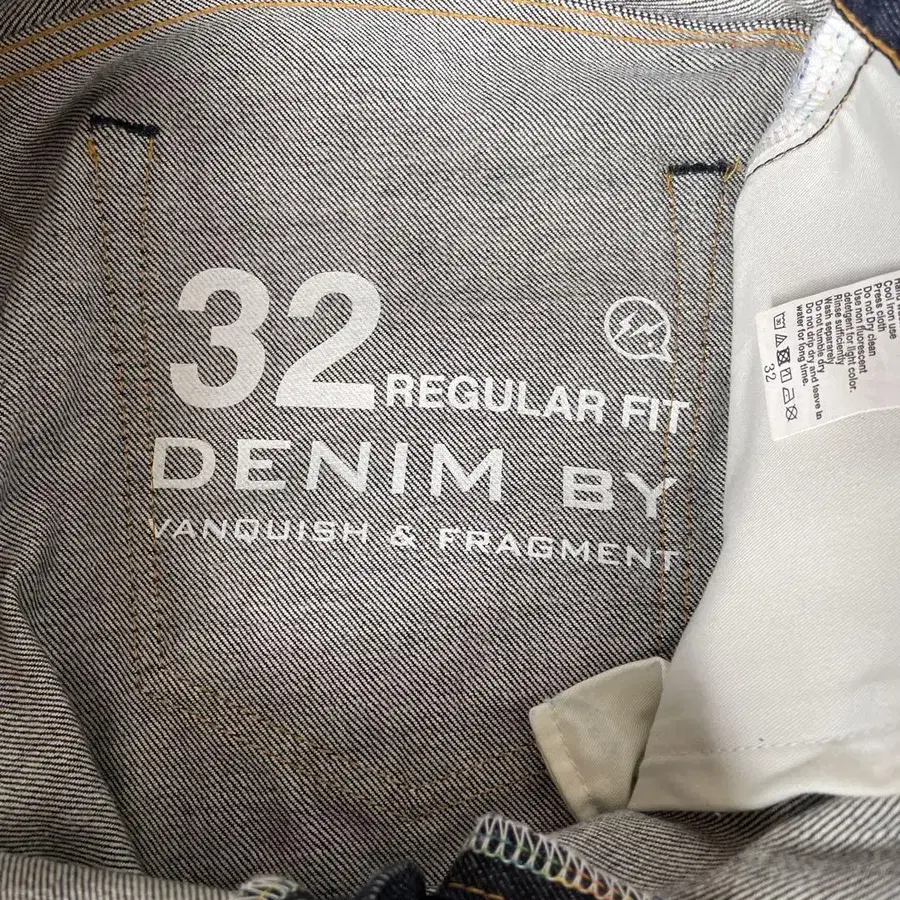 32 REGULAR FIT
DENIM BY
VANQUISH & FRAGMENT
Cool iron use
Press cloth
Do not Dry clean
Use non fluorescent
detergent for light color.
Rinse sufficiently
Wash separarely
Do not tumble dry
Do not drip dry and leave in
water for long time.
32